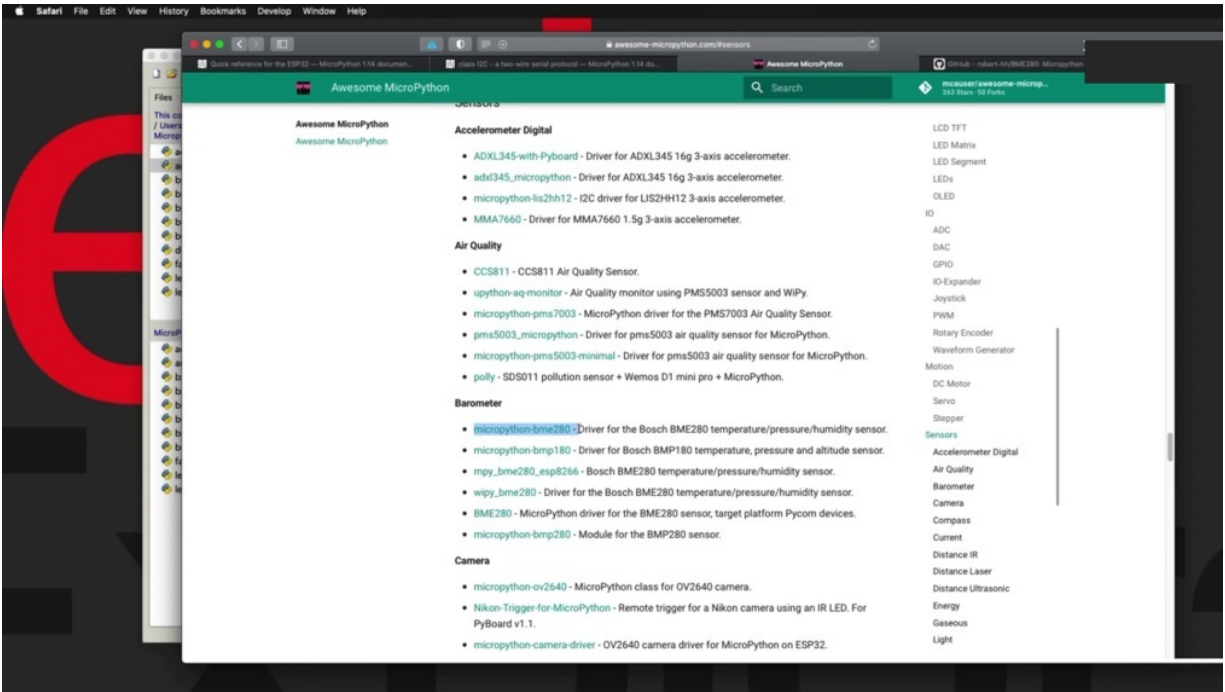 Safari File Edit View History Bookmarks Develop Window Help
awesome-micropython.com/#sensors
Quick reference for the ESP32 — MicroPython 1.14 documen...
class I2C - a two-wire serial protocol — MicroPython 1.14 do...
Awesome MicroPython
GitHub - robert-hh/BME280: Micropython
Awesome MicroPython
Search
mcauser/awesome-microp...
263 Stars · 50 Forks
Files
This co
/ Users
Microp
MicroP
Awesome MicroPython
Awesome MicroPython
Sensors
Accelerometer Digital
ADXL345-with-Pyboard - Driver for ADXL345 16g 3-axis accelerometer.
adxl345_micropython - Driver for ADXL345 16g 3-axis accelerometer.
micropython-lis2hh12 - I2C driver for LIS2HH12 3-axis accelerometer.
MMA7660 - Driver for MMA7660 1.5g 3-axis accelerometer.
Air Quality
CCS811 - CCS811 Air Quality Sensor.
upython-aq-monitor - Air Quality monitor using PMS5003 sensor and WiPy.
micropython-pms7003 - MicroPython driver for the PMS7003 Air Quality Sensor.
pms5003_micropython - Driver for pms5003 air quality sensor for MicroPython.
micropython-pms5003-minimal - Driver for pms5003 air quality sensor for MicroPython.
polly - SDS011 pollution sensor + Wemos D1 mini pro + MicroPython.
Barometer
micropython-bme280 - Driver for the Bosch BME280 temperature/pressure/humidity sensor.
micropython-bmp180 - Driver for Bosch BMP180 temperature, pressure and altitude sensor.
mpy_bme280_esp8266 - Bosch BME280 temperature/pressure/humidity sensor.
wipy_bme280 - Driver for the Bosch BME280 temperature/pressure/humidity sensor.
BME280 - MicroPython driver for the BME280 sensor, target platform Pycom devices.
micropython-bmp280 - Module for the BMP280 sensor.
Camera
micropython-ov2640 - MicroPython class for OV2640 camera.
Nikon-Trigger-for-MicroPython - Remote trigger for a Nikon camera using an IR LED. For
PyBoard v1.1.
micropython-camera-driver - OV2640 camera driver for MicroPython on ESP32.
LCD TFT
LED Matrix
LED Segment
LEDs
OLED
IO
ADC
DAC
GPIO
IO-Expander
Joystick
PWM
Rotary Encoder
Waveform Generator
Motion
DC Motor
Servo
Stepper
Sensors
Accelerometer Digital
Air Quality
Barometer
Camera
Compass
Current
Distance IR
Distance Laser
Distance Ultrasonic
Energy
Gaseous
Light